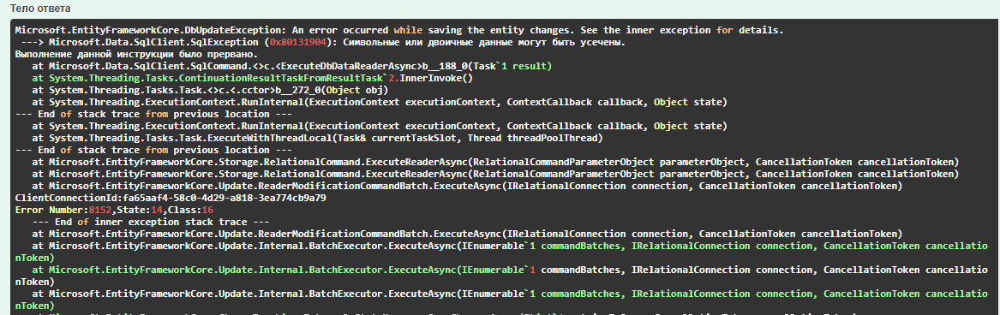 Тело ответа
Microsoft.EntityFrameworkCore.DbUpdateException: An error occurred while saving the entity changes. See the inner exception for details.
 ---> Microsoft.Data.SqlClient.SqlException (0x80131904): Символьные или двоичные данные могут быть усечены.
Выполнение данной инструкции было прервано.
   at Microsoft.Data.SqlClient.SqlCommand.<>c.<ExecuteDbDataReaderAsync>b__188_0(Task`1 result)
   at System.Threading.Tasks.ContinuationResultTaskFromResultTask`2.InnerInvoke()
   at System.Threading.Tasks.Task.<>c.<.cctor>b__272_0(Object obj)
   at System.Threading.ExecutionContext.RunInternal(ExecutionContext executionContext, ContextCallback callback, Object state)
--- End of stack trace from previous location ---
   at System.Threading.ExecutionContext.RunInternal(ExecutionContext executionContext, ContextCallback callback, Object state)
   at System.Threading.Tasks.Task.ExecuteWithThreadLocal(Task& currentTaskSlot, Thread threadPoolThread)
--- End of stack trace from previous location ---
   at Microsoft.EntityFrameworkCore.Storage.RelationalCommand.ExecuteReaderAsync(RelationalCommandParameterObject parameterObject, CancellationToken cancellationToken)
   at Microsoft.EntityFrameworkCore.Storage.RelationalCommand.ExecuteReaderAsync(RelationalCommandParameterObject parameterObject, CancellationToken cancellationToken)
   at Microsoft.EntityFrameworkCore.Update.ReaderModificationCommandBatch.ExecuteAsync(IRelationalConnection connection, CancellationToken cancellationToken)
ClientConnectionId:fa65aaf4-58c0-4d29-a818-3ea774cb9a79
Error Number:8152,State:14,Class:16
   --- End of inner exception stack trace ---
   at Microsoft.EntityFrameworkCore.Update.ReaderModificationCommandBatch.ExecuteAsync(IRelationalConnection connection, CancellationToken cancellationToken)
   at Microsoft.EntityFrameworkCore.Update.Internal.BatchExecutor.ExecuteAsync(IEnumerable`1 commandBatches, IRelationalConnection connection, CancellationToken cancellatio
nToken)
   at Microsoft.EntityFrameworkCore.Update.Internal.BatchExecutor.ExecuteAsync(IEnumerable`1 commandBatches, IRelationalConnection connection, CancellationToken cancellatio
nToken)
   at Microsoft.EntityFrameworkCore.Update.Internal.BatchExecutor.ExecuteAsync(IEnumerable`1 commandBatches, IRelationalConnection connection, CancellationToken cancellatio
nToken)